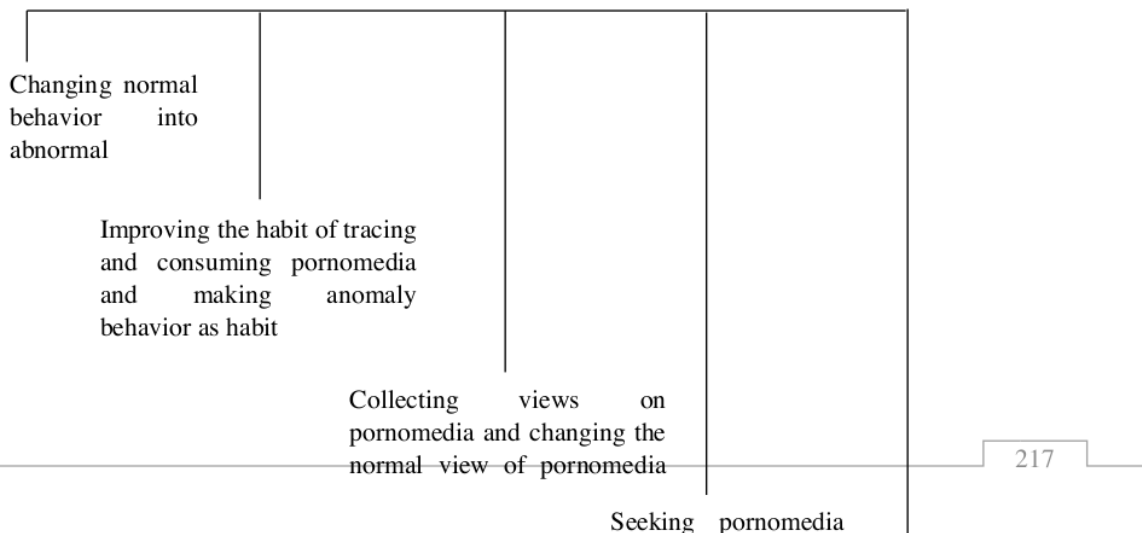 Changing normal
behavior into
abnormal
Improving the habit of tracing
and consuming pornomedia
and making anomaly
behavior as habit
Collecting views on
pornomedia and changing the
normal view of pornomedia
217
Seeking pornomedia